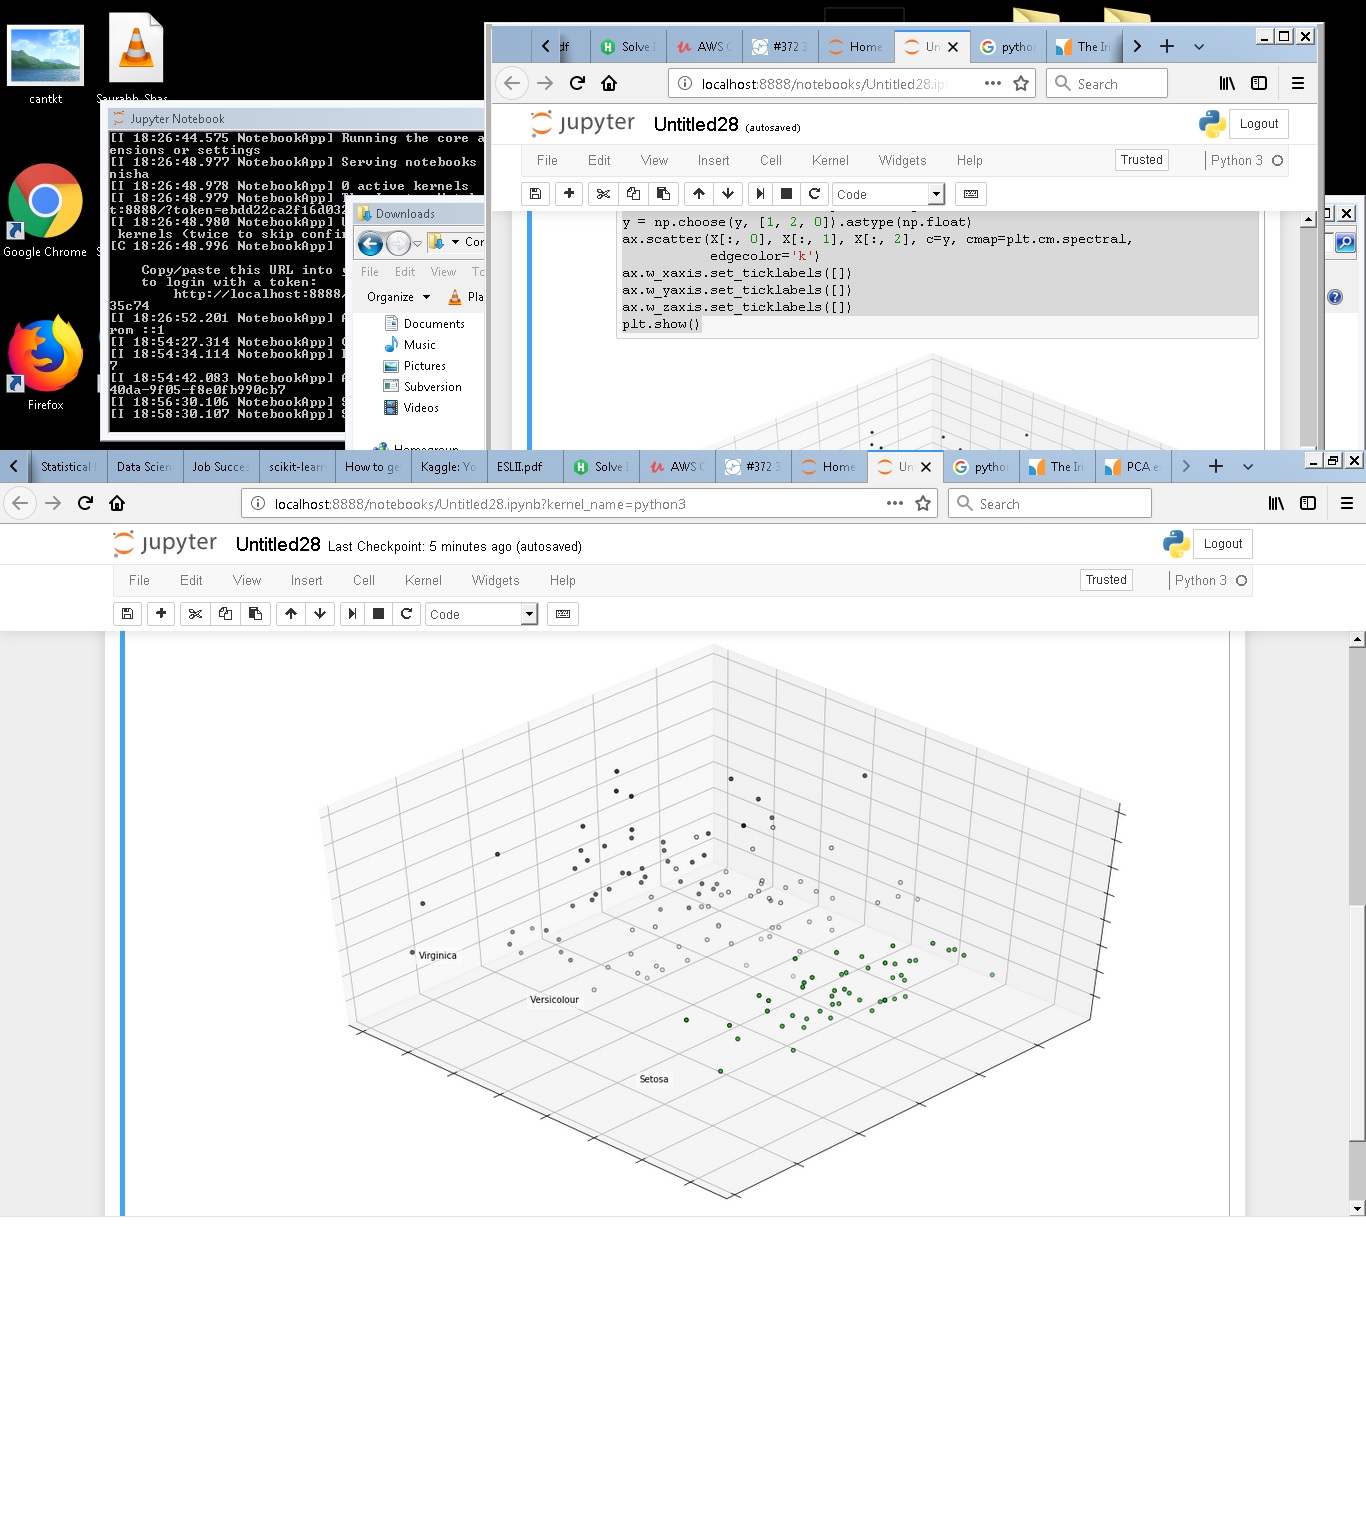 cantkt
Saurabh_Shas
Google Chrome
Firefox
Jupyter Notebook
[I 18:26:44.575 NotebookApp] Running the core a
ensions or settings
[I 18:26:48.977 NotebookApp] Serving notebooks
nisha
[I 18:26:48.978 NotebookApp] 0 active kernels
[I 18:26:48.979 NotebookApp]
t:8888/?token=ebdd22ca2f16d032
[I 18:26:48.980 NotebookApp]
kernels (twice to skip confir
[C 18:26:48.996 NotebookApp]
Copy/paste this URL into
to login with a token:
http://localhost:8888/
35c74
[I 18:26:52.201 NotebookApp]
rom ::1
[I 18:54:27.314 NotebookApp]
[I 18:54:34.114 NotebookApp]
7
[I 18:54:42.083 NotebookApp]
40da-9f05-f8e0fb990cb7
[I 18:56:30.106 NotebookApp] S
[I 18:58:30.107 NotebookApp] S
Downloads
Cor
File Edit View Tc
Organize Pla
Documents
Music
Pictures
Subversion
Videos
Homegroup
df Solve AWS C #372 3 Home Un pytho The Iri
localhost:8888/notebooks/Untitled28.ip
Search
jupyter Untitled28 (autosaved)
Logout
File Edit View Insert Cell Kernel Widgets Help
Trusted Python 3
Code
y = np.choose(y, [1, 2, 0]).astype(np.float)
ax.scatter(X[:, 0], X[:, 1], X[:, 2], c=y, cmap=plt.cm.spectral,
edgecolor='k')
ax.w_xaxis.set_ticklabels([])
ax.w_yaxis.set_ticklabels([])
ax.w_zaxis.set_ticklabels([])
plt.show()
Statistical Data Scien Job Succe scikit-lear How to ge Kaggle: Yo ESLII.pdf Solve AWS C #372 3 Home Un pytho The Iri PCA e
localhost:8888/notebooks/Untitled28.ipynb?kernel_name=python3
Search
jupyter Untitled28 Last Checkpoint: 5 minutes ago (autosaved)
Logout
File Edit View Insert Cell Kernel Widgets Help
Trusted Python 3
Code
Virginica
Versicolour
Setosa